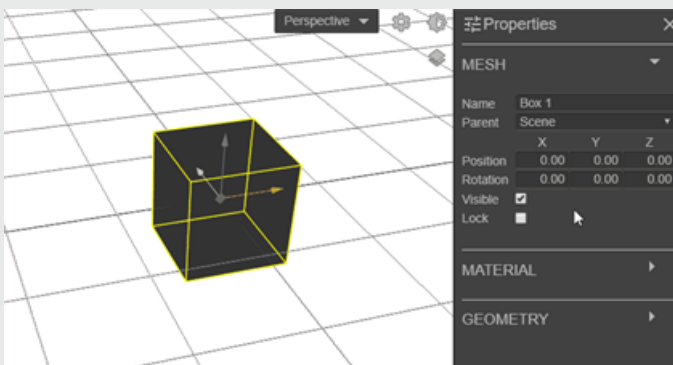 Perspective
Properties
MESH
Name Box 1
Parent Scene
X Y Z
Position 0.00 0.00 0.00
Rotation 0.00 0.00 0.00
Visible
Lock
MATERIAL
GEOMETRY